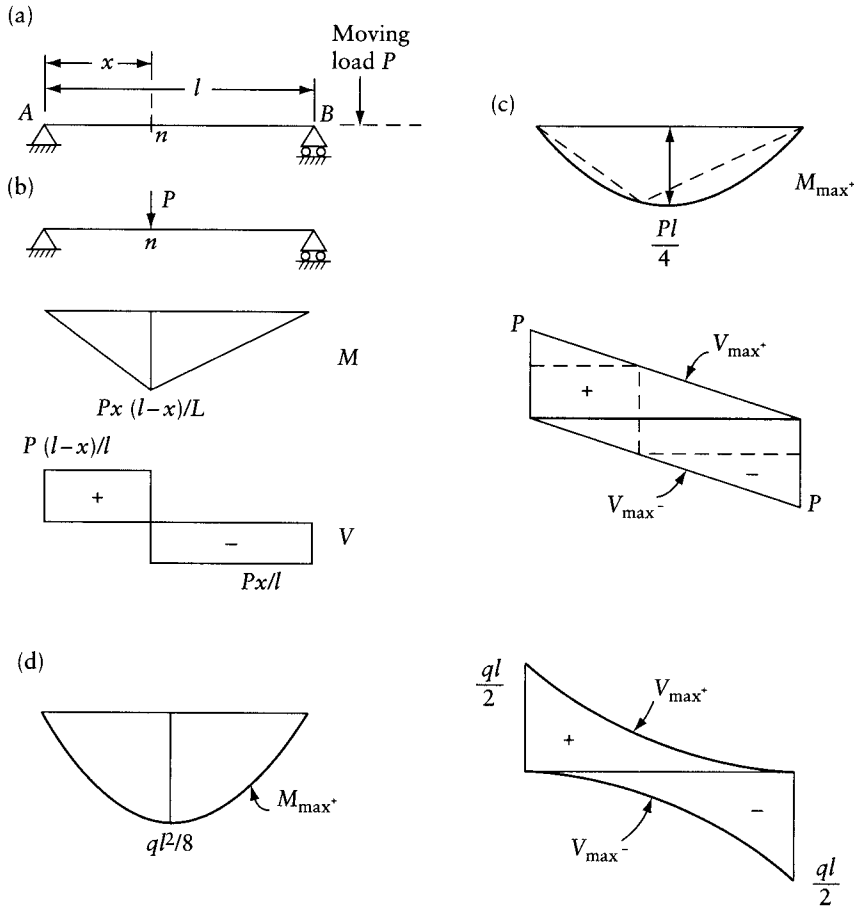 (a)
Moving
load P
x
l
A
B
n
(b)
P
n
M
Px (l–x)/L
P (l–x)/l
+
–
V
Px/l
(c)
M_max⁺
Pl
4
P
V_max⁺
+
–
V_max⁻
P
(d)
M_max⁺
ql²/8
ql
2
V_max⁺
+
–
V_max⁻
ql
2